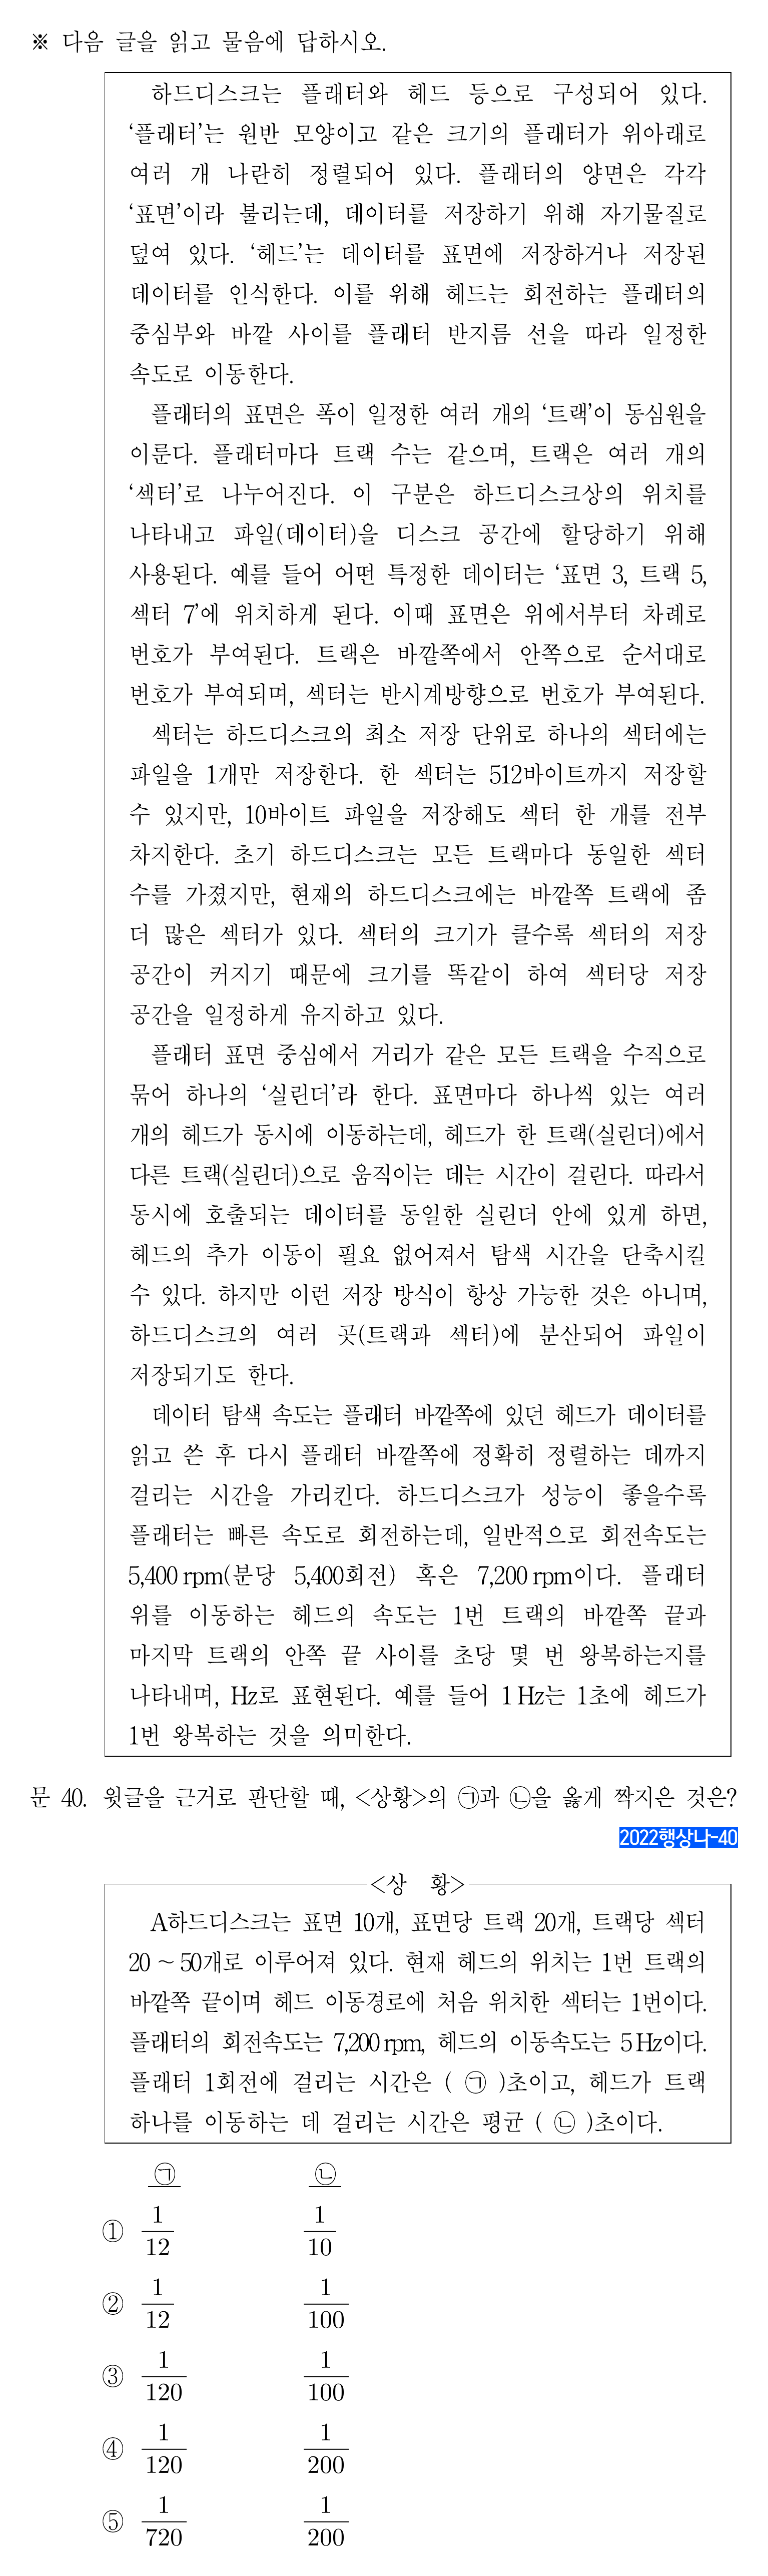 ※ 다음 글을 읽고 물음에 답하시오.
하드디스크는 플래터와 헤드 등으로 구성되어 있다.
‘플래터’는 원반 모양이고 같은 크기의 플래터가 위아래로
여러 개 나란히 정렬되어 있다. 플래터의 양면은 각각
‘표면’이라 불리는데, 데이터를 저장하기 위해 자기물질로
덮여 있다. ‘헤드’는 데이터를 표면에 저장하거나 저장된
데이터를 인식한다. 이를 위해 헤드는 회전하는 플래터의
중심부와 바깥 사이를 플래터 반지름 선을 따라 일정한
속도로 이동한다.
플래터의 표면은 폭이 일정한 여러 개의 ‘트랙’이 동심원을
이룬다. 플래터마다 트랙 수는 같으며, 트랙은 여러 개의
‘섹터’로 나누어진다. 이 구분은 하드디스크상의 위치를
나타내고 파일(데이터)을 디스크 공간에 할당하기 위해
사용된다. 예를 들어 어떤 특정한 데이터는 ‘표면 3, 트랙 5,
섹터 7’에 위치하게 된다. 이때 표면은 위에서부터 차례로
번호가 부여된다. 트랙은 바깥쪽에서 안쪽으로 순서대로
번호가 부여되며, 섹터는 반시계방향으로 번호가 부여된다.
섹터는 하드디스크의 최소 저장 단위로 하나의 섹터에는
파일을 1개만 저장한다. 한 섹터는 512바이트까지 저장할
수 있지만, 10바이트 파일을 저장해도 섹터 한 개를 전부
차지한다. 초기 하드디스크는 모든 트랙마다 동일한 섹터
수를 가졌지만, 현재의 하드디스크에는 바깥쪽 트랙에 좀
더 많은 섹터가 있다. 섹터의 크기가 클수록 섹터의 저장
공간이 커지기 때문에 크기를 똑같이 하여 섹터당 저장
공간을 일정하게 유지하고 있다.
플래터 표면 중심에서 거리가 같은 모든 트랙을 수직으로
묶어 하나의 ‘실린더’라 한다. 표면마다 하나씩 있는 여러
개의 헤드가 동시에 이동하는데, 헤드가 한 트랙(실린더)에서
다른 트랙(실린더)으로 움직이는 데는 시간이 걸린다. 따라서
동시에 호출되는 데이터를 동일한 실린더 안에 있게 하면,
헤드의 추가 이동이 필요 없어져서 탐색 시간을 단축시킬
수 있다. 하지만 이런 저장 방식이 항상 가능한 것은 아니며,
하드디스크의 여러 곳(트랙과 섹터)에 분산되어 파일이
저장되기도 한다.
데이터 탐색 속도는 플래터 바깥쪽에 있던 헤드가 데이터를
읽고 쓴 후 다시 플래터 바깥쪽에 정확히 정렬하는 데까지
걸리는 시간을 가리킨다. 하드디스크가 성능이 좋을수록
플래터는 빠른 속도로 회전하는데, 일반적으로 회전속도는
5,400 rpm(분당 5,400회전) 혹은 7,200 rpm이다. 플래터
위를 이동하는 헤드의 속도는 1번 트랙의 바깥쪽 끝과
마지막 트랙의 안쪽 끝 사이를 초당 몇 번 왕복하는지를
나타내며, Hz로 표현된다. 예를 들어 1 Hz는 1초에 헤드가
1번 왕복하는 것을 의미한다.
문 40. 윗글을 근거로 판단할 때, <상황>의 ㉠과 ㉡을 옳게 짝지은 것은?
2022행상나-40
<상 황>
A하드디스크는 표면 10개, 표면당 트랙 20개, 트랙당 섹터
20 ~ 50개로 이루어져 있다. 현재 헤드의 위치는 1번 트랙의
바깥쪽 끝이며 헤드 이동경로에 처음 위치한 섹터는 1번이다.
플래터의 회전속도는 7,200 rpm, 헤드의 이동속도는 5 Hz이다.
플래터 1회전에 걸리는 시간은 ( ㉠ )초이고, 헤드가 트랙
하나를 이동하는 데 걸리는 시간은 평균 ( ㉡ )초이다.
㉠ ㉡
① 1/12 1/10
② 1/12 1/100
③ 1/120 1/100
④ 1/120 1/200
⑤ 1/720 1/200